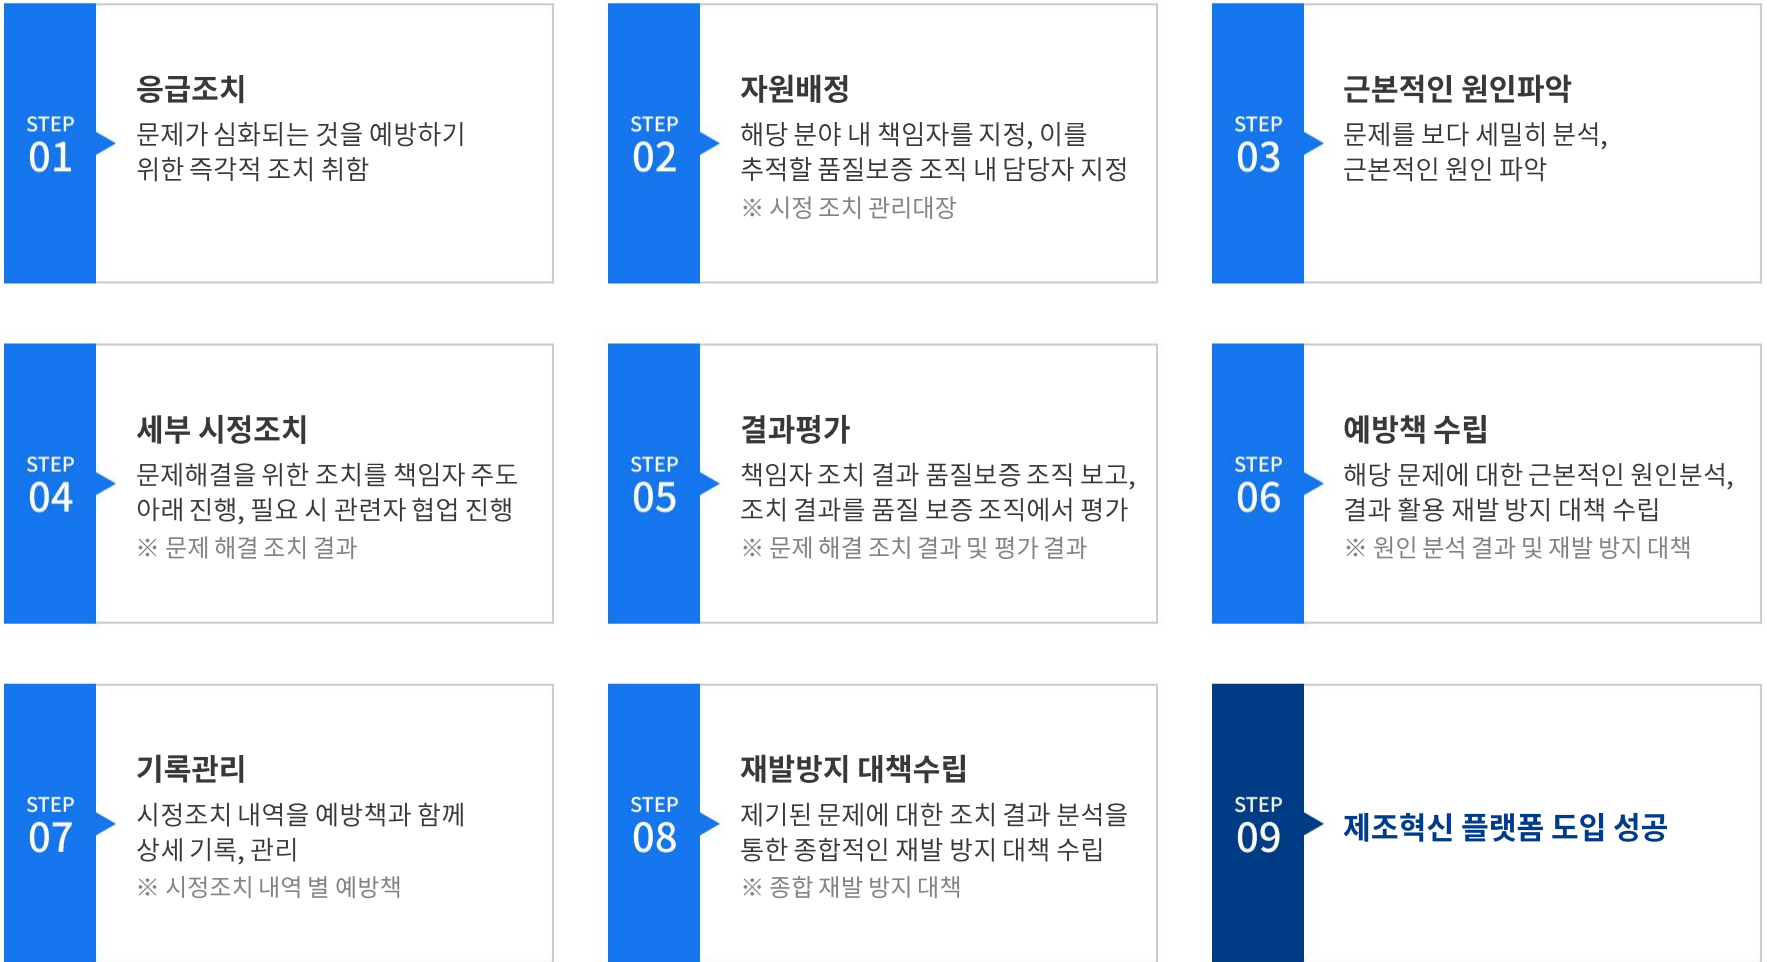 STEP
01
응급조치
문제가 심화되는 것을 예방하기
위한 즉각적 조치 취함
STEP
02
자원배정
해당 분야 내 책임자를 지정, 이를
추적할 품질보증 조직 내 담당자 지정
※ 시정 조치 관리대장
STEP
03
근본적인 원인파악
문제를 보다 세밀히 분석,
근본적인 원인 파악
STEP
04
세부 시정조치
문제해결을 위한 조치를 책임자 주도
아래 진행, 필요 시 관련자 협업 진행
※ 문제 해결 조치 결과
STEP
05
결과평가
책임자 조치 결과 품질보증 조직 보고,
조치 결과를 품질 보증 조직에서 평가
※ 문제 해결 조치 결과 및 평가 결과
STEP
06
예방책 수립
해당 문제에 대한 근본적인 원인분석,
결과 활용 재발 방지 대책 수립
※ 원인 분석 결과 및 재발 방지 대책
STEP
07
기록관리
시정조치 내역을 예방책과 함께
상세 기록, 관리
※ 시정조치 내역 별 예방책
STEP
08
재발방지 대책수립
제기된 문제에 대한 조치 결과 분석을
통한 종합적인 재발 방지 대책 수립
※ 종합 재발 방지 대책
STEP
09
제조혁신 플랫폼 도입 성공